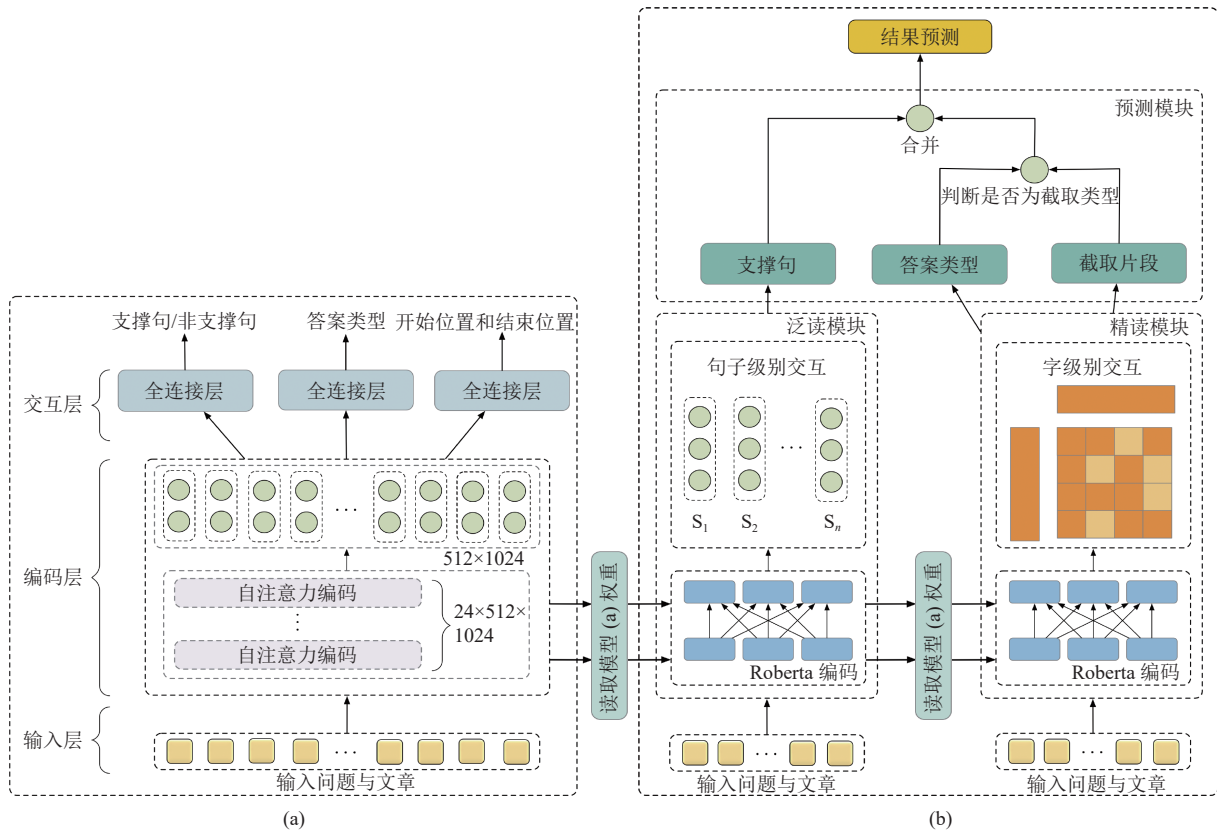 支撑句/非支撑句
答案类型
开始位置和结束位置
交互层
全连接层
全连接层
全连接层
编码层
···
512×1024
自注意力编码
⋮
自注意力编码
24×512×
1024
输入层
···
输入问题与文章
(a)
读取模型 (a) 权重
结果预测
预测模块
合并
判断是否为截取类型
支撑句
答案类型
截取片段
泛读模块
句子级别交互
···
S₁
S₂
Sₙ
Roberta 编码
···
输入问题与文章
读取模型 (a) 权重
精读模块
字级别交互
Roberta 编码
···
输入问题与文章
(b)